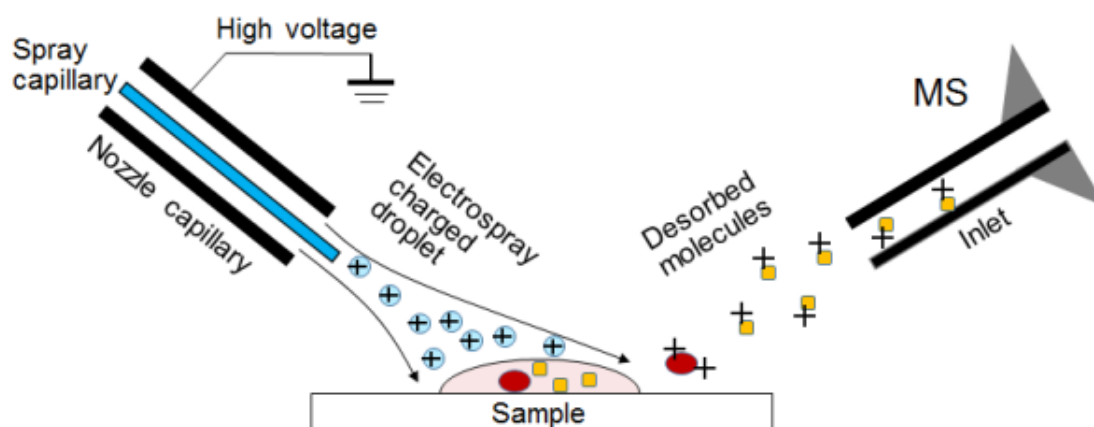 High voltage
Spray
capillary
Nozzle capillary
Electrospray
charged
droplet
Desorbed
molecules
MS
Inlet
Sample